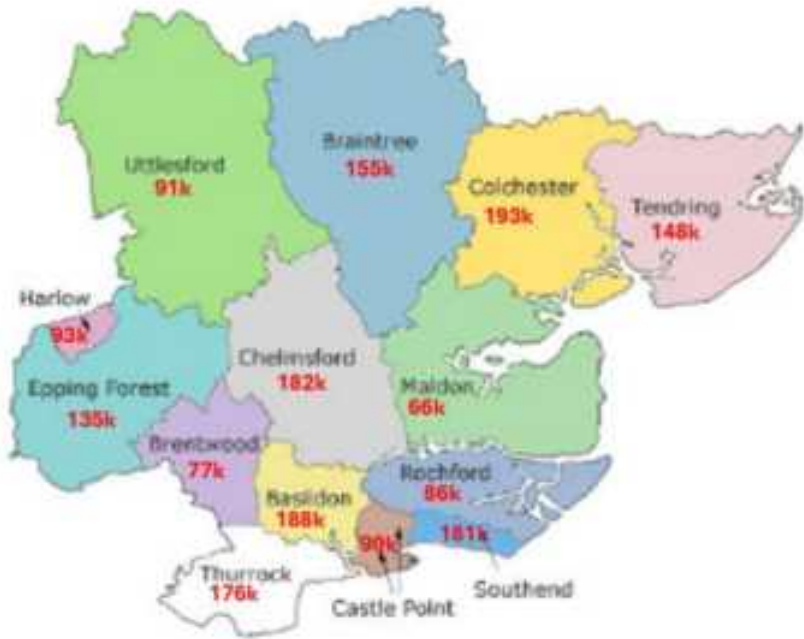 Braintree
155k
Uttlesford
91k
Colchester
193k
Tendring
148k
Harlow
93k
Chelmsford
182k
Epping Forest
135k
Maldon
66k
Brentwood
77k
Rochford
86k
Basildon
188k
181k
90k
Thurrock
176k
Southend
Castle Point